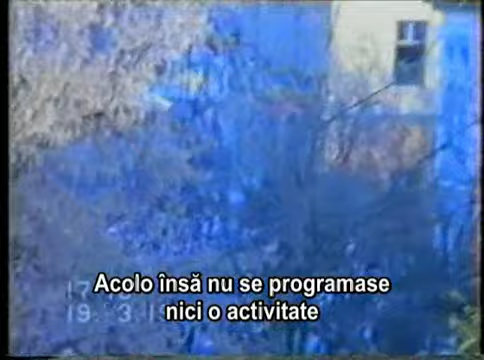 Acolo însă nu se programase
nici o activitate